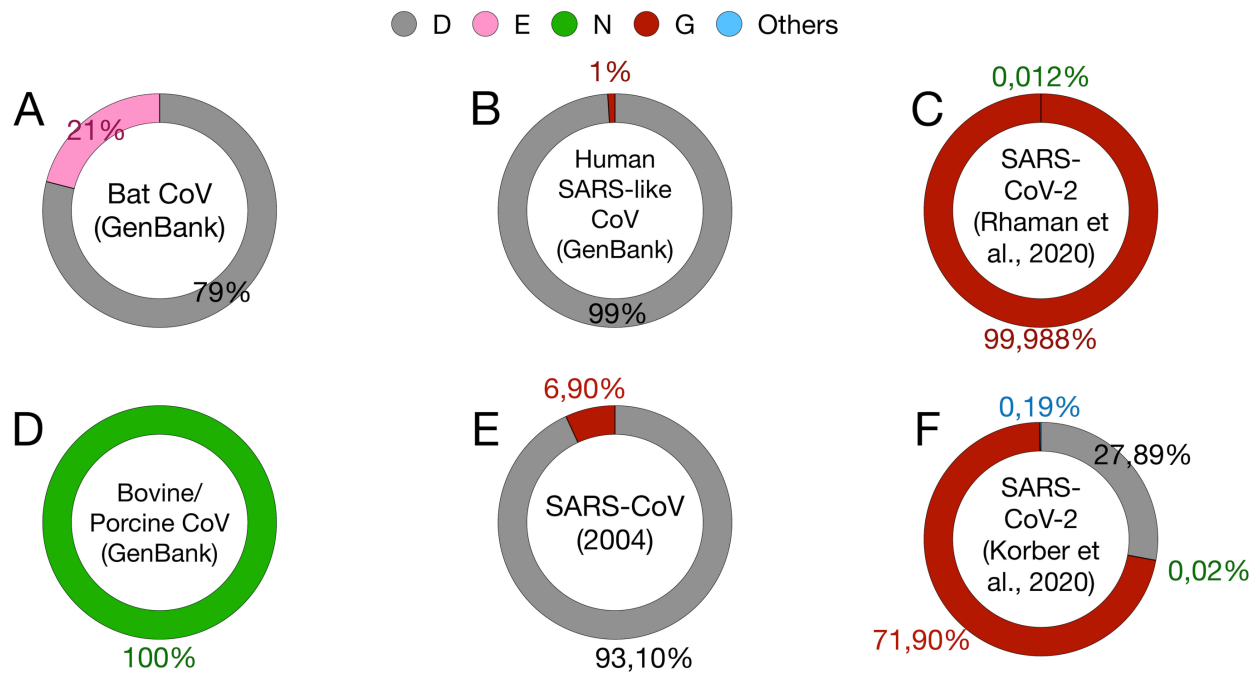 D E N G Others
A
21%
Bat CoV
(GenBank)
79%
B
1%
Human
SARS-like
CoV
(GenBank)
99%
C
0,012%
SARS-
CoV-2
(Rhaman et
al., 2020)
99,988%
D
Bovine/
Porcine CoV
(GenBank)
100%
E
6,90%
SARS-CoV
(2004)
93,10%
F
0,19%
27,89%
SARS-
CoV-2
(Korber et
al., 2020)
0,02%
71,90%